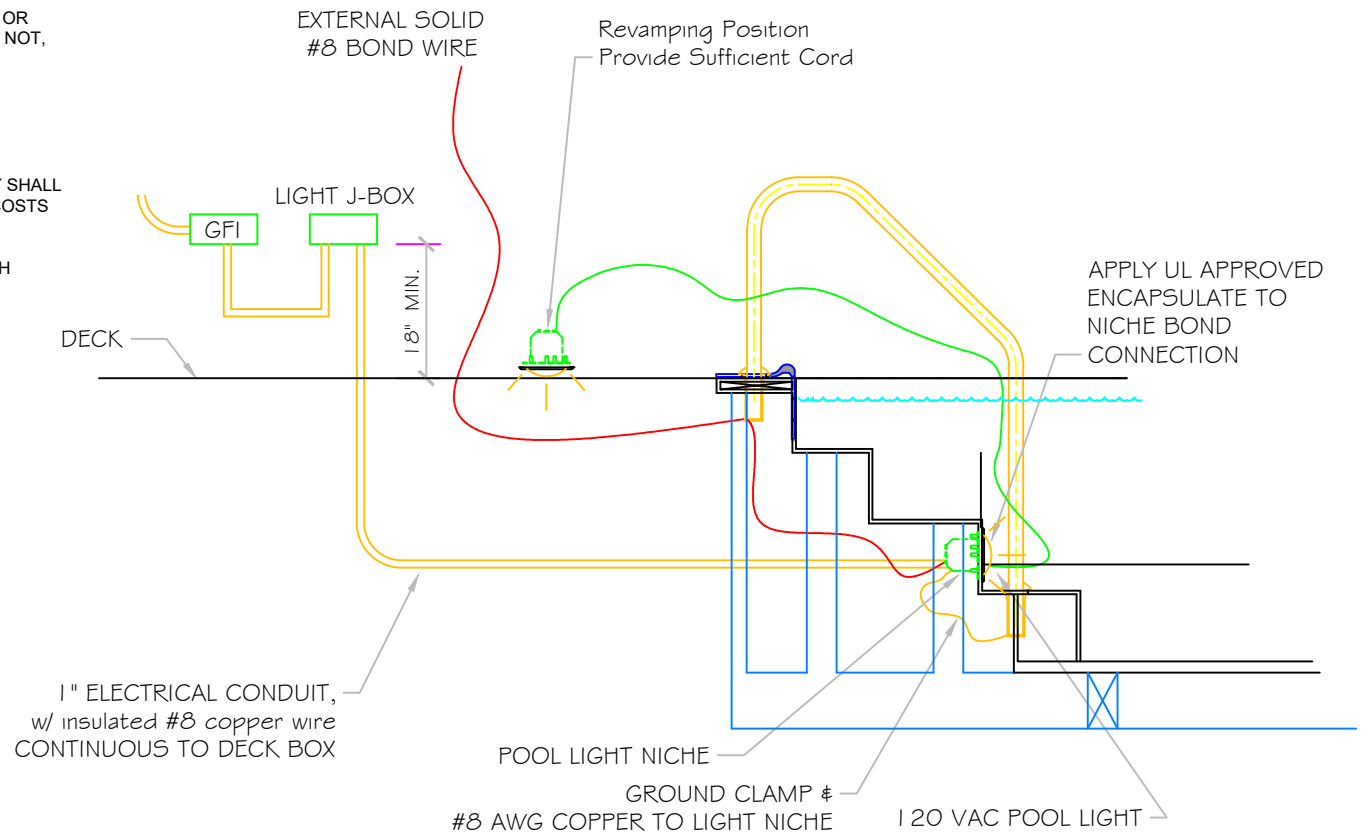 OR
NOT,
SHALL
COSTS
EXTERNAL SOLID
#8 BOND WIRE
Revamping Position
Provide Sufficient Cord
LIGHT J-BOX
GFI
18" MIN.
DECK
APPLY UL APPROVED
ENCAPSULATE TO
NICHE BOND
CONNECTION
1" ELECTRICAL CONDUIT,
w/ insulated #8 copper wire
CONTINUOUS TO DECK BOX
POOL LIGHT NICHE
GROUND CLAMP &
#8 AWG COPPER TO LIGHT NICHE
120 VAC POOL LIGHT